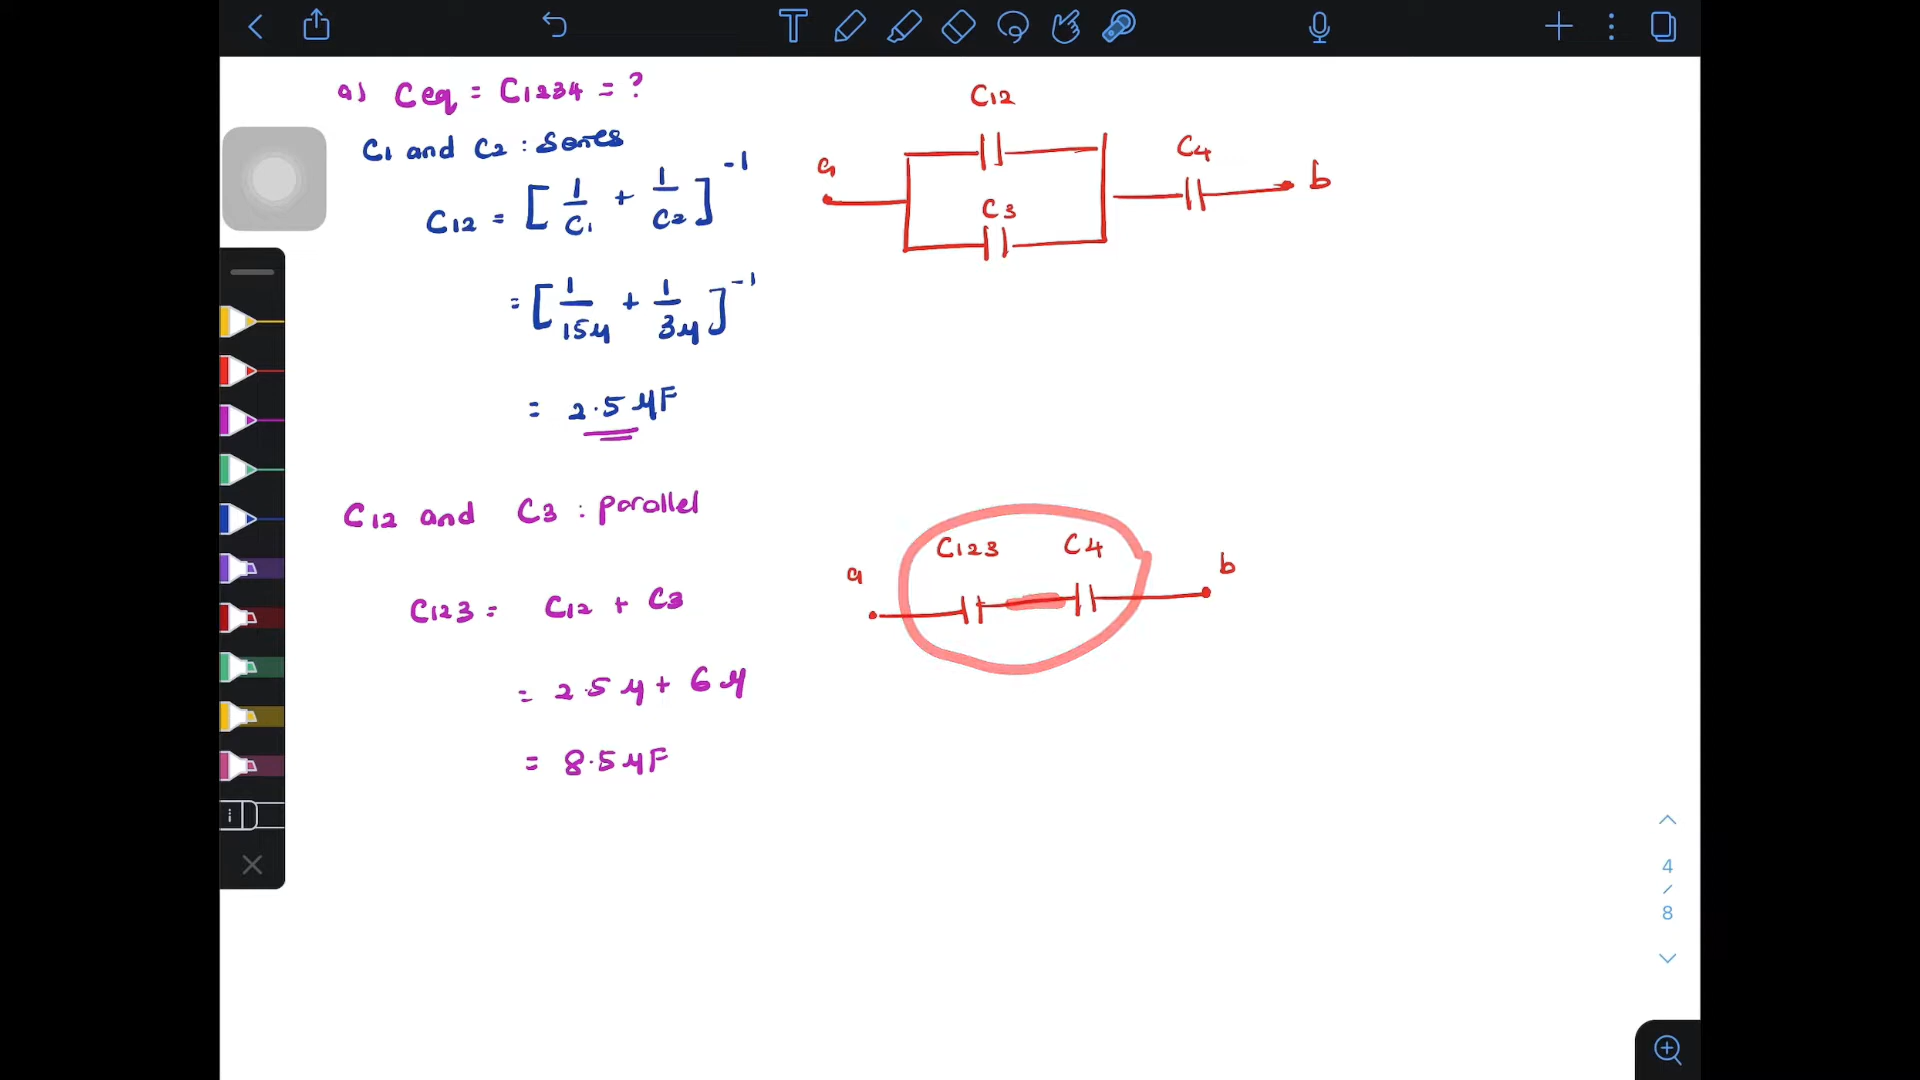 a) Ceq = C1234 = ?
C1 and C2 : Series
C12 = [ 1/C1 + 1/C2 ]^-1
= [ 1/15μ + 1/3μ ]^-1
= 2.5 μF
C12 and C3 : parallel
C123 = C12 + C3
= 2.5 μ + 6 μ
= 8.5 μF
C12
a
C4
b
C3
C123 C4
a
b
T
4
/
8